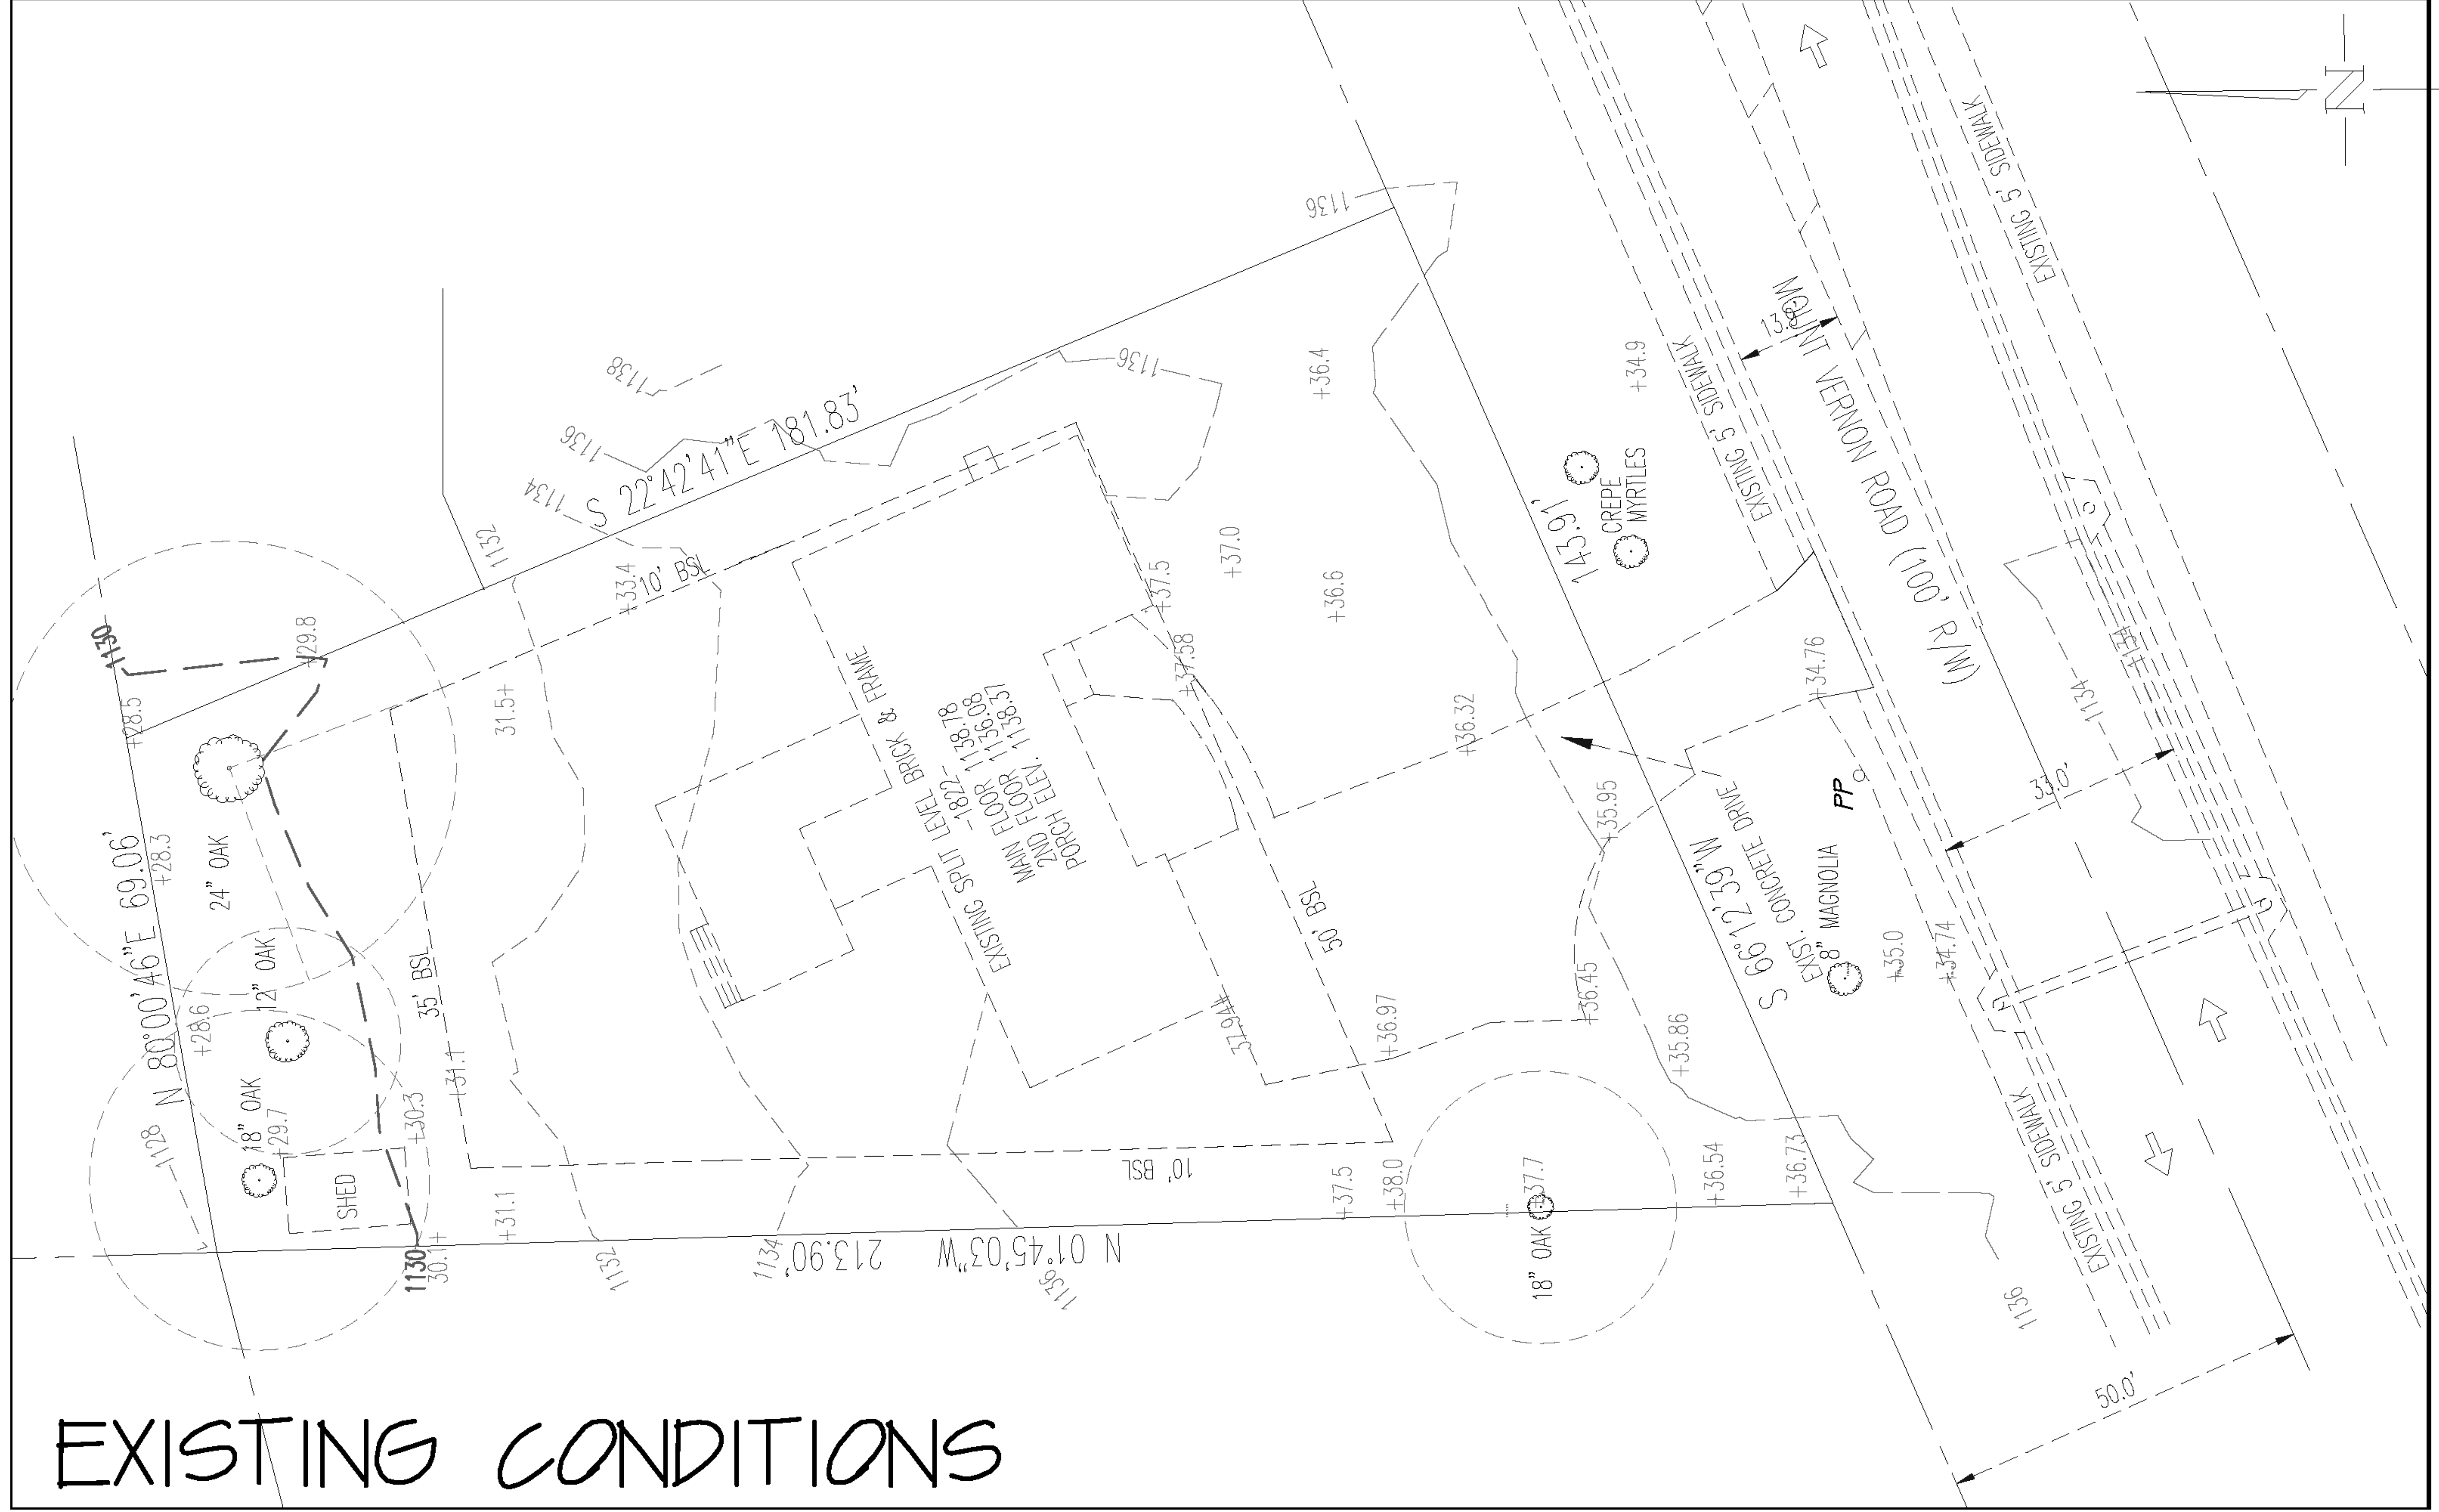 1136
1138
1136
1136
1134
1132
S 22°42'41"E 181.83'
10' BSL
+33.4
+29.8
1130
+28.5
31.5+
24" OAK
+28.3
N 80°00'46"E 69.06'
12" OAK
+28.6
35' BSL
+31.1
18" OAK
+29.7
+30.3
1128
SHED
+31.1
1130
30.1+
1132
1134
N 01°45'03"W 213.90'
1136
10' BSL
EXISTING SPLIT LEVEL BRICK & FRAME
-1822-
MAIN FLOOR 1138.78
2ND FLOOR 1136.08
PORCH ELEV. 1138.37
+37.5
+37.58
+37.0
+36.6
+36.4
+34.9
50' BSL
37.94
+36.97
+36.32
+35.95
+36.45
+35.86
+37.5
+38.0
+37.7
18" OAK
+36.54
+36.73
143.91'
S 66°12'39"W
CREPE
MYRTLES
EXIST. CONCRETE DRIVE
8" MAGNOLIA
PP
+34.76
+35.0
+34.74
EXISTING 5' SIDEWALK
EXISTING 5' SIDEWALK
EXISTING 5' SIDEWALK
13.8'
MOUNT VERNON ROAD (100' R/W)
1134
1134
33.0'
1136
50.0'
N
EXISTING CONDITIONS